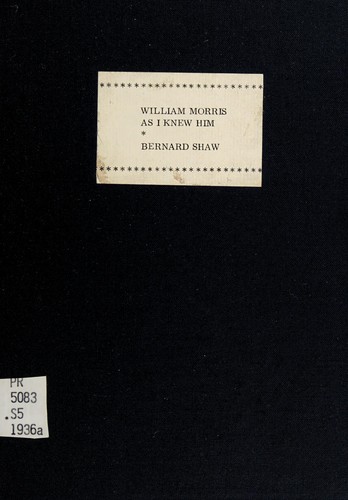 * * * * * * * * * * * * * * * * * * * * *
WILLIAM MORRIS
AS I KNEW HIM
*
BERNARD SHAW
* * * * * * * * * * * * * * * * * * * * *
PR
5083
.S5
1936a